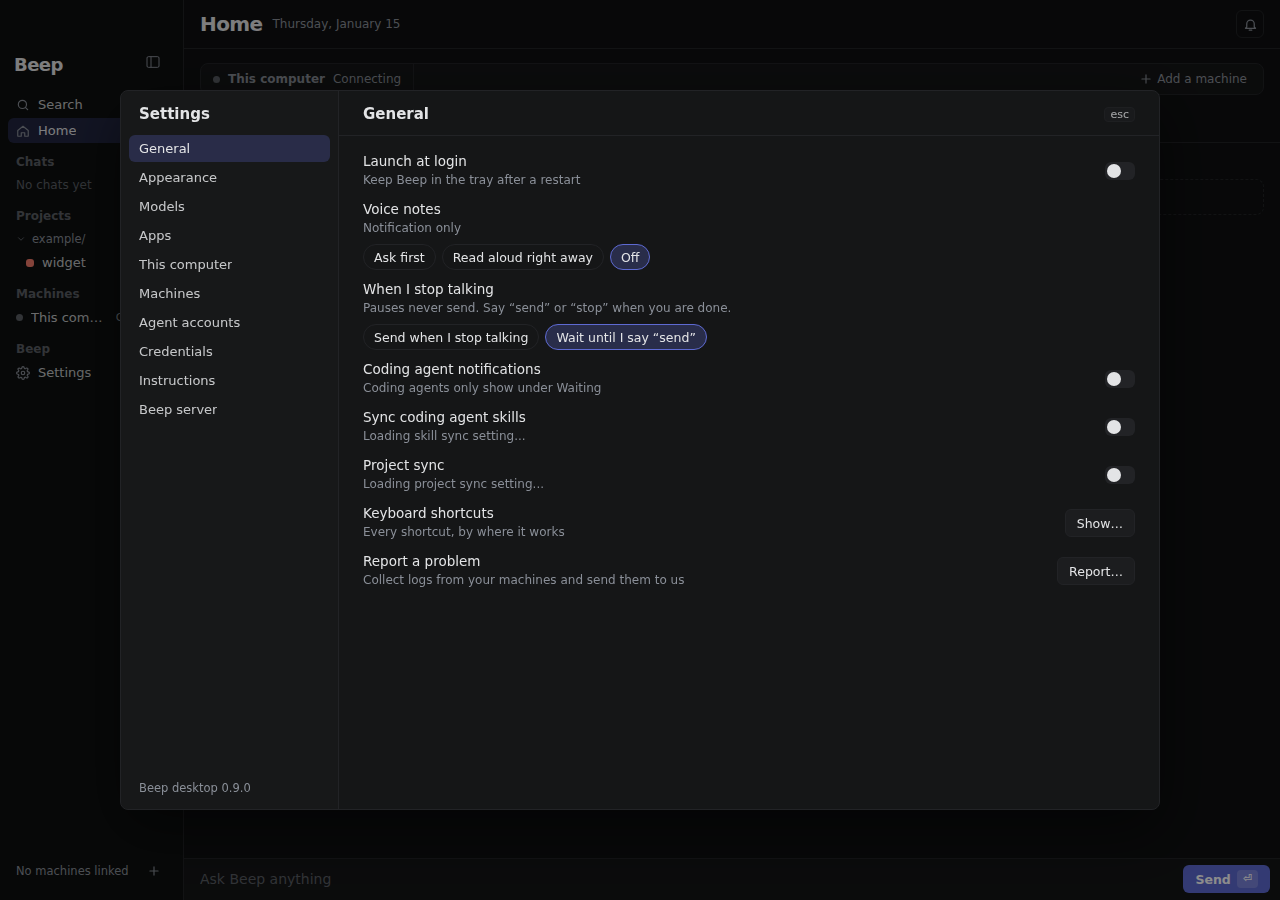 Home Thursday, January 15
Beep
This computer Connecting
Add a machine
Search
Home
Chats
No chats yet
Projects
example/
widget
Machines
This com…
Beep
Settings
No machines linked
Settings
General
Appearance
Models
Apps
This computer
Machines
Agent accounts
Credentials
Instructions
Beep server
Beep desktop 0.9.0
General
esc
Launch at login
Keep Beep in the tray after a restart
Voice notes
Notification only
Ask first Read aloud right away Off
When I stop talking
Pauses never send. Say “send” or “stop” when you are done.
Send when I stop talking Wait until I say “send”
Coding agent notifications
Coding agents only show under Waiting
Sync coding agent skills
Loading skill sync setting…
Project sync
Loading project sync setting…
Keyboard shortcuts
Every shortcut, by where it works
Show…
Report a problem
Collect logs from your machines and send them to us
Report…
Ask Beep anything
Send ⏎